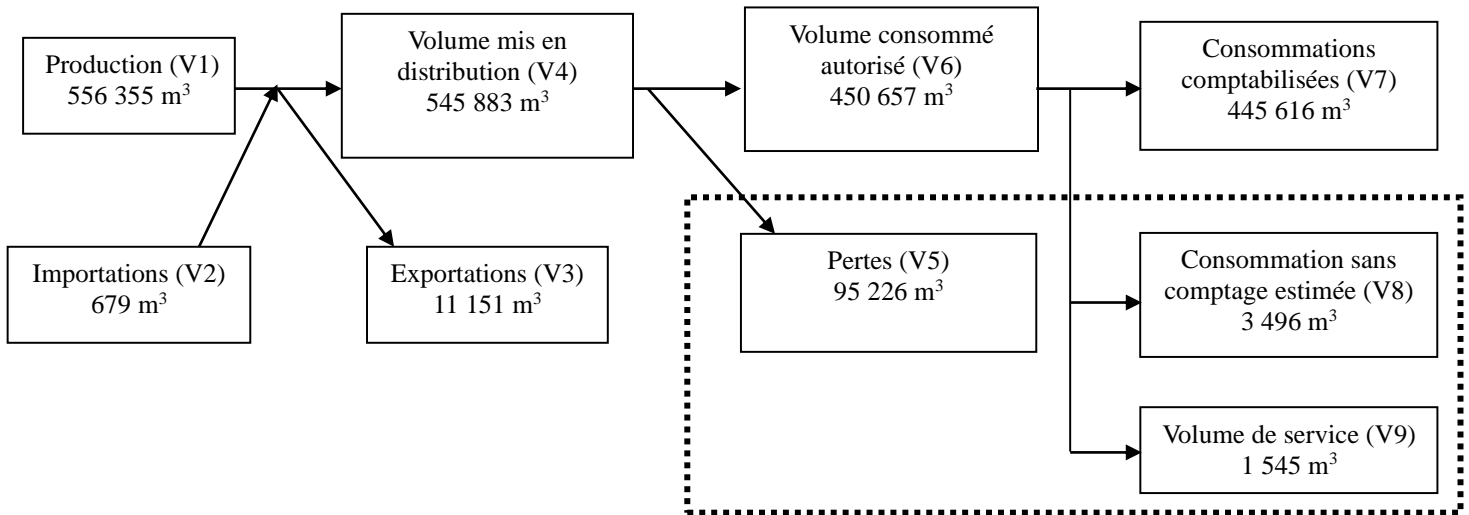 Production (V1)
556 355 m³
Volume mis en
distribution (V4)
545 883 m³
Volume consommé
autorisé (V6)
450 657 m³
Consommations
comptabilisées (V7)
445 616 m³
Importations (V2)
679 m³
Exportations (V3)
11 151 m³
Pertes (V5)
95 226 m³
Consommation sans
comptage estimée (V8)
3 496 m³
Volume de service (V9)
1 545 m³